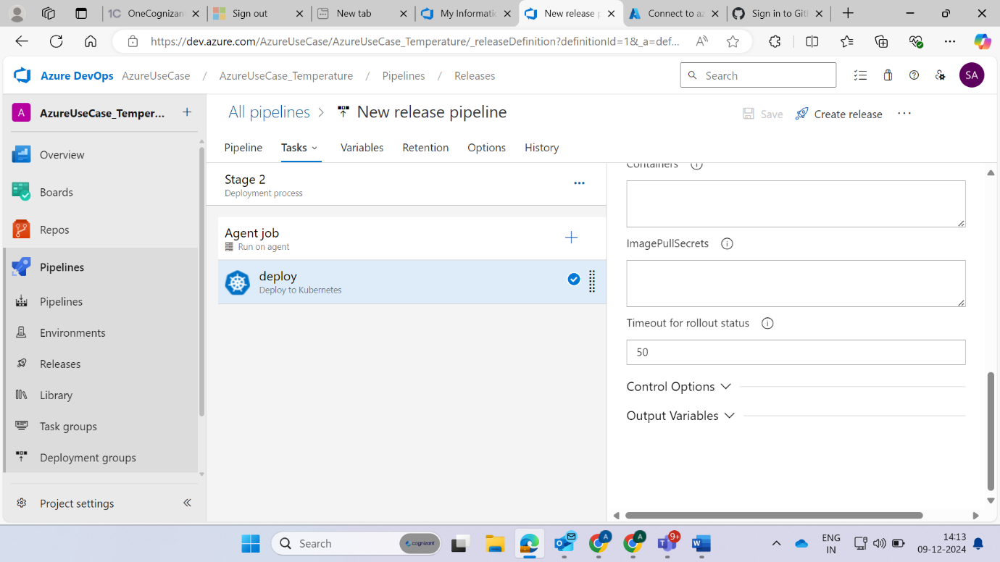 OneCognizan
Sign out
New tab
My Informatic
New release p
Connect to az
Sign in to Gitl
https://dev.azure.com/AzureUseCase/AzureUseCase_Temperature/_releaseDefinition?definitionId=1&_a=def...
Azure DevOps AzureUseCase / AzureUseCase_Temperature / Pipelines / Releases
Search
SA
A AzureUseCase_Temper...
All pipelines > New release pipeline
Save
Create release
Overview
Boards
Repos
Pipelines
Pipelines
Environments
Releases
Library
Task groups
Deployment groups
Project settings
Pipeline Tasks Variables Retention Options History
Stage 2
Deployment process
Agent job
Run on agent
deploy
Deploy to Kubernetes
Containers
ImagePullSecrets
Timeout for rollout status
50
Control Options
Output Variables
Search
cognizant
A
A
9+
ENG
IN
14:13
09-12-2024